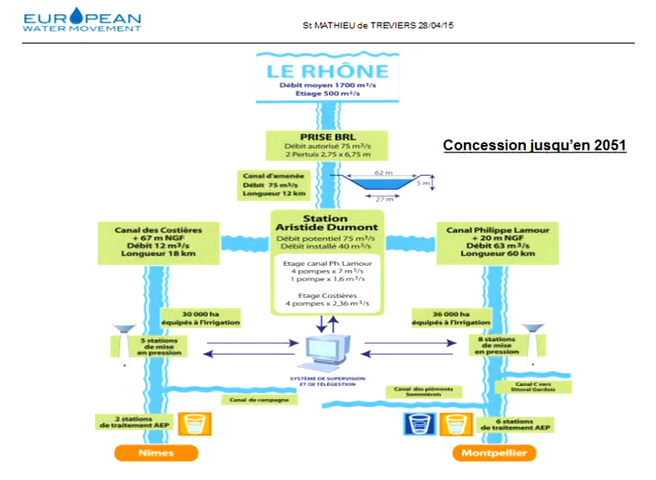 EUROPEAN
WATER MOVEMENT
St MATHIEU de TREVIERS 28/04/15
LE RHÔNE
Débit moyen 1700 m³/s
Etiage 500 m³/s
PRISE BRL
Débit autorisé 75 m³/s
2 Pertuis 2,75 x 6,75 m
Concession jusqu'en 2051
Canal d'amenée
Débit 75 m³/s
Longueur 12 km
62 m
5 m
27 m
Station
Aristide Dumont
Débit potentiel 75 m³/s
Débit installé 40 m³/s
Canal des Costières
+ 67 m NGF
Débit 12 m³/s
Longueur 18 km
Canal Philippe Lamour
+ 20 m NGF
Débit 63 m³/s
Longueur 60 km
Etage canal Ph. Lamour
4 pompes x 7 m³/s
1 pompe x 1,6 m³/s
Etage Costières
4 pompes x 2,36 m³/s
30 000 ha
équipés à l'irrigation
36 000 ha
équipés à l'irrigation
5 stations
de mise
en pression
8 stations
de mise
en pression
SYSTÈME DE SUPERVISION
ET DE TÉLÉGESTION
Canal de campagne
Canal des piémonts
Sommiérois
Canal C vers
littoral Gardois
2 stations
de traitement AEP
6 stations
de traitement AEP
Nimes
Montpellier